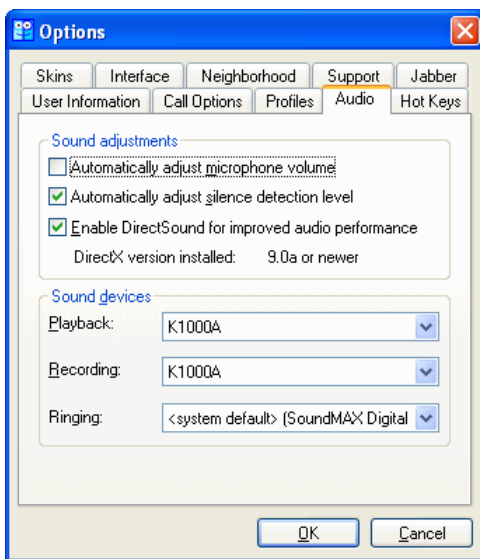 Options
Skins Interface Neighborhood Support Jabber
User Information Call Options Profiles Audio Hot Keys
Sound adjustments
Automatically adjust microphone volume
Automatically adjust silence detection level
Enable DirectSound for improved audio performance
DirectX version installed: 9.0a or newer
Sound devices
Playback: K1000A
Recording: K1000A
Ringing: <system default> (SoundMAX Digital
OK Cancel